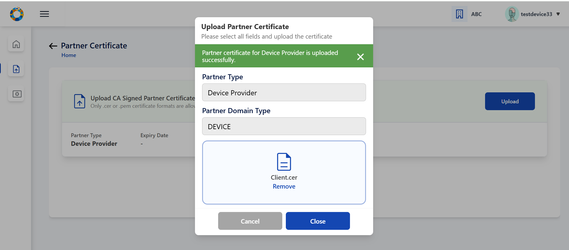 ABC
testdevice33
Partner Certificate
Home
Upload CA Signed Partner Certificate
Only .cer or .pem certificate formats are allo
Upload
Partner Type
Expiry Date
Device Provider
-
Upload Partner Certificate
Please select all fields and upload the certificate
Partner certificate for Device Provider is uploaded
successfully.
Partner Type
Device Provider
Partner Domain Type
DEVICE
Client.cer
Remove
Cancel
Close